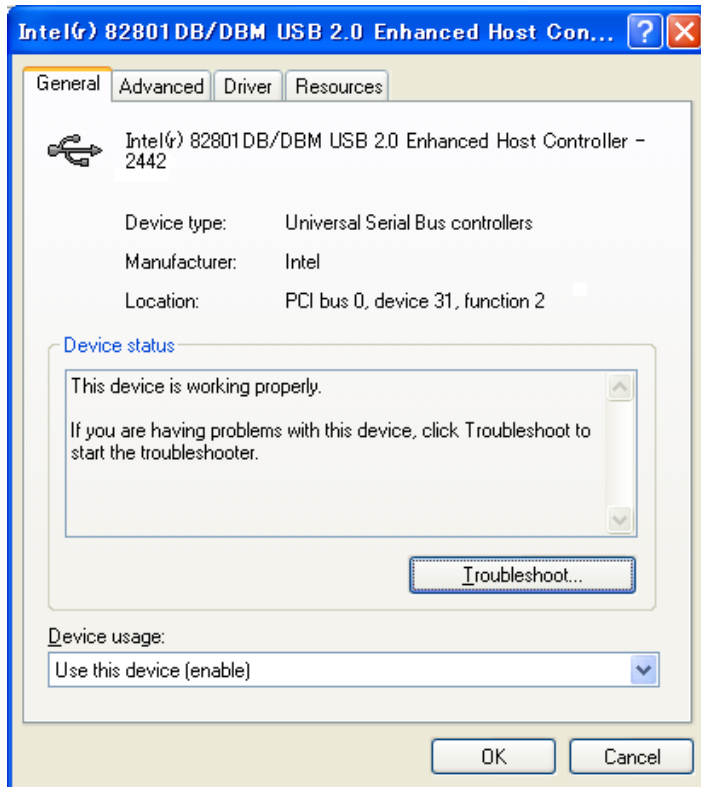 Intel(r) 82801DB/DBM USB 2.0 Enhanced Host Con...
General Advanced Driver Resources
Intel(r) 82801DB/DBM USB 2.0 Enhanced Host Controller -
2442
Device type: Universal Serial Bus controllers
Manufacturer: Intel
Location: PCI bus 0, device 31, function 2
Device status
This device is working properly.
If you are having problems with this device, click Troubleshoot to
start the troubleshooter.
Troubleshoot...
Device usage:
Use this device (enable)
OK Cancel